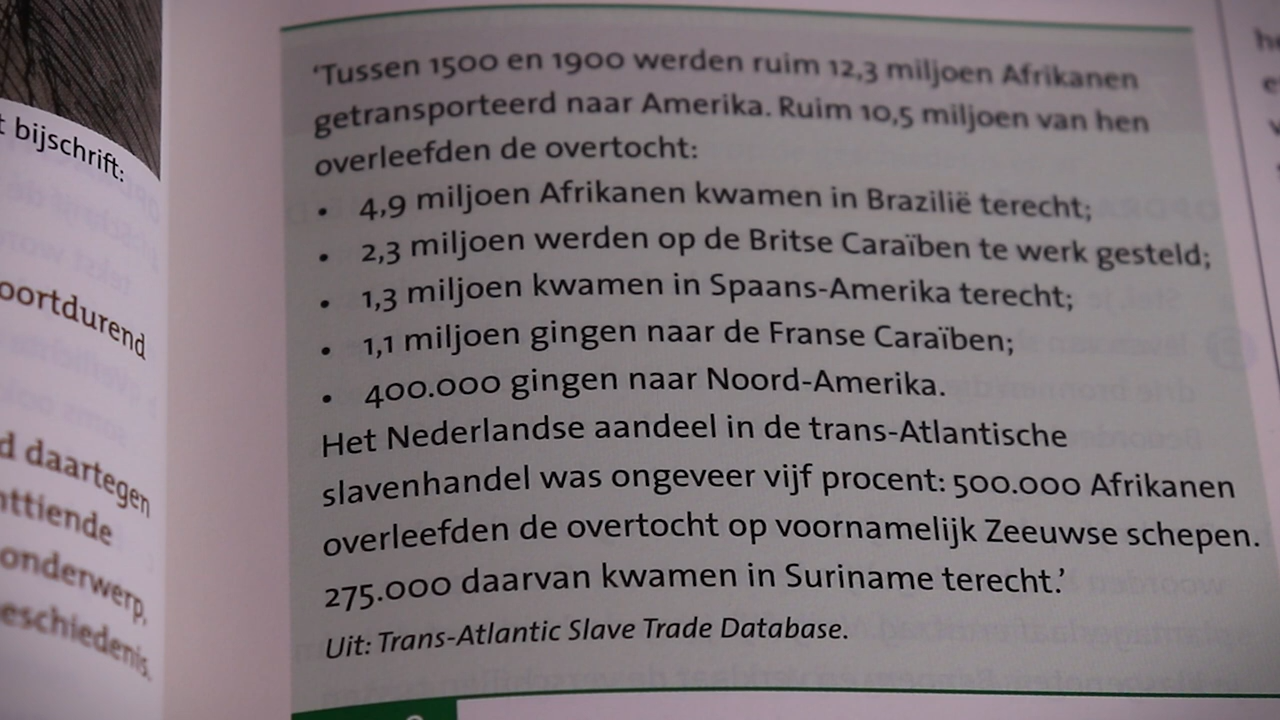 t bijschrift:
oortdurend
d daartegen
nttiende
onderwerp,
eschiedenis.
'Tussen 1500 en 1900 werden ruim 12,3 miljoen Afrikanen
getransporteerd naar Amerika. Ruim 10,5 miljoen van hen
overleefden de overtocht:
• 4,9 miljoen Afrikanen kwamen in Brazilië terecht;
• 2,3 miljoen werden op de Britse Caraïben te werk gesteld;
• 1,3 miljoen kwamen in Spaans-Amerika terecht;
• 1,1 miljoen gingen naar de Franse Caraïben;
• 400.000 gingen naar Noord-Amerika.
Het Nederlandse aandeel in de trans-Atlantische
slavenhandel was ongeveer vijf procent: 500.000 Afrikanen
overleefden de overtocht op voornamelijk Zeeuwse schepen.
275.000 daarvan kwamen in Suriname terecht.'
Uit: Trans-Atlantic Slave Trade Database.